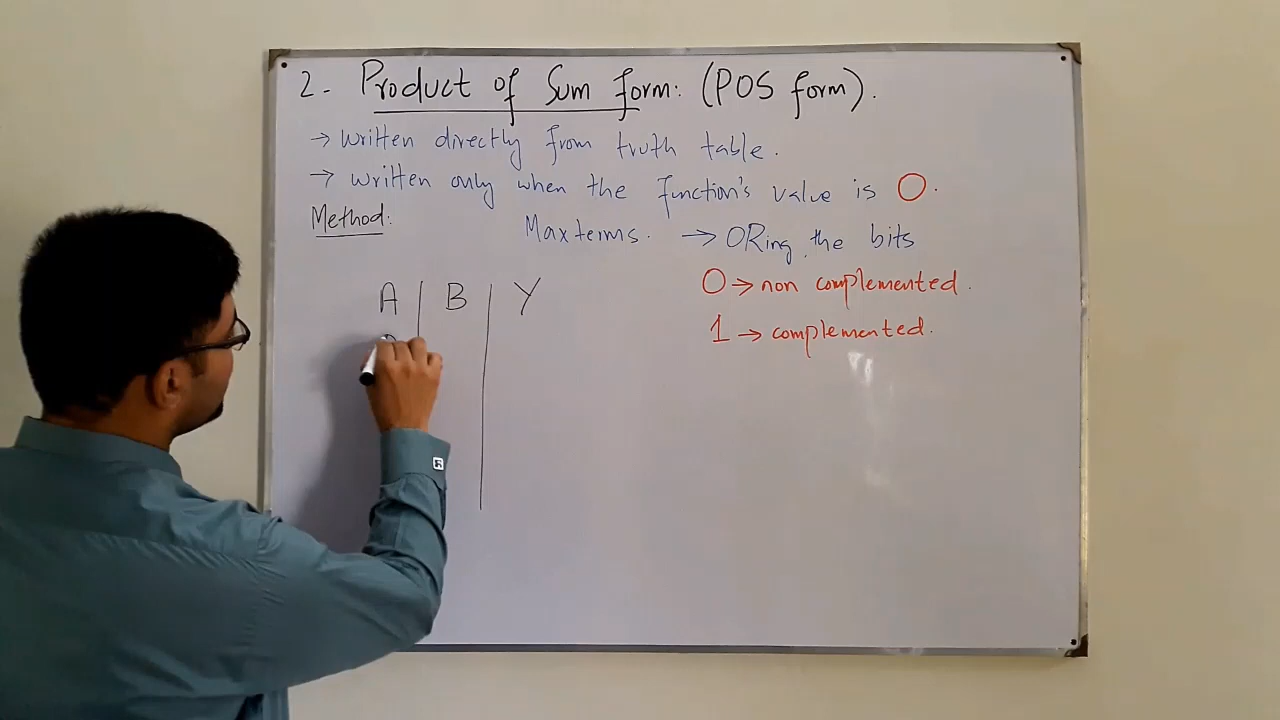 2. Product of Sum form: (POS form).
→ Written directly from truth table.
→ written only when the function's value is 0.
Method:
Maxterms. → ORing the bits
0 → non complemented.
1 → complemented.
A B Y